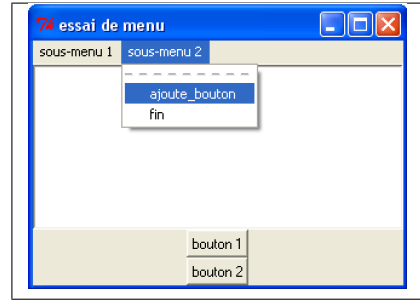 essai de menu
sous-menu 1 sous-menu 2
ajoute_bouton
fin
bouton 1
bouton 2